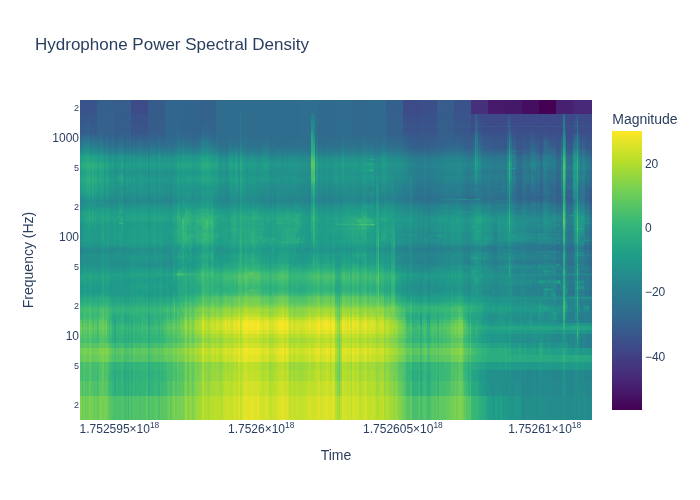 Hydrophone Power Spectral Density
Magnitude
20
0
−20
−40
2
1000
5
2
100
5
2
10
5
2
Frequency (Hz)
1.752595×10¹⁸ 1.7526×10¹⁸ 1.752605×10¹⁸ 1.75261×10¹⁸
Time